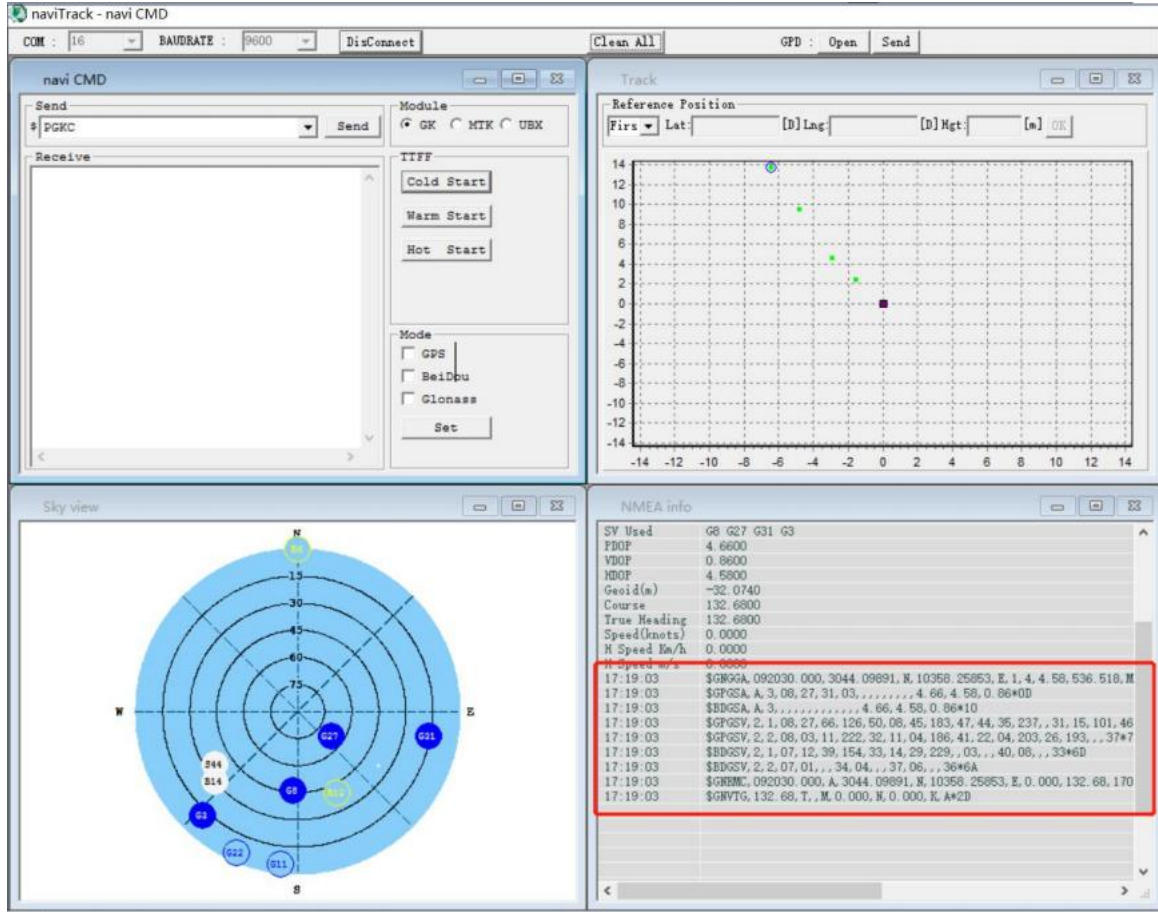 naviTrack - navi CMD
COM : 16 BAUDRATE : 9600 DisConnect Clean All GPD : Open Send
navi CMD
Send
$ PGKC Send
Module
GK MTK UBX
Receive
TTFF
Cold Start
Warm Start
Hot Start
Mode
GPS
BeiDou
Glonass
Set
Track
Reference Position
Firs Lat: [D] Lng: [D] Hgt: [m] OK
14
12
10
8
6
4
2
0
-2
-4
-6
-8
-10
-12
-14
-14 -12 -10 -8 -6 -4 -2 0 2 4 6 8 10 12 14
Sky view
N
15
30
45
60
75
W E
G27 G31
S44
B14
G8
G3
G22
G11
S
NMEA info
SV Used G8 G27 G31 G3
PDOP 4.6600
VDOP 0.8600
HDOP 4.5800
Geoid(m) -32.0740
Course 132.6800
True Heading 132.6800
Speed(knots) 0.0000
H Speed Km/h 0.0000
H Speed m/s 0.0000
17:19:03 $GNGGA,092030.000,3044.09891,N,10358.25853,E,1,4,4.58,536.518,M
17:19:03 $GPGSA,A,3,08,27,31,03,,,,,,,,,4.66,4.58,0.86*0D
17:19:03 $BDGSA,A,3,,,,,,,,,,,,,4.66,4.58,0.86*10
17:19:03 $GPGSV,2,1,08,27,66,126,50,08,45,183,47,44,35,237,,31,15,101,46
17:19:03 $GPGSV,2,2,08,03,11,222,32,11,04,186,41,22,04,203,26,193,,,37*7
17:19:03 $BDGSV,2,1,07,12,39,154,33,14,29,229,,03,,,40,08,,,33*6D
17:19:03 $BDGSV,2,2,07,01,,,34,04,,,37,06,,,36*6A
17:19:03 $GNRMC,092030.000,A,3044.09891,N,10358.25853,E,0.000,132.68,170
17:19:03 $GNVTG,132.68,T,,M,0.000,N,0.000,K,A*2D